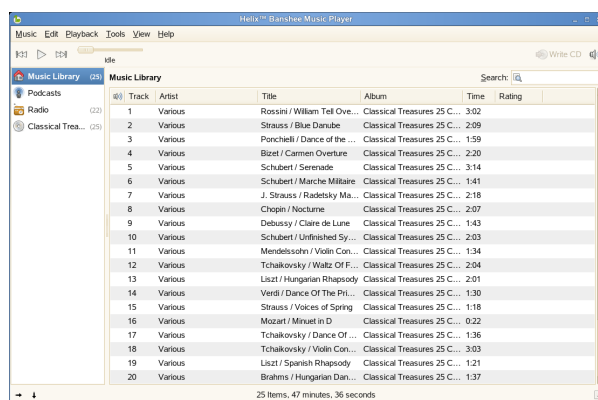 Helix™ Banshee Music Player
Music Edit Playback Tools View Help
Idle
Write CD
Music Library (25)
Podcasts
Radio (22)
Classical Trea... (25)
Music Library
Search:
Track Artist Title Album Time Rating
1 Various Rossini / William Tell Ove... Classical Treasures 25 C... 3:02
2 Various Strauss / Blue Danube Classical Treasures 25 C... 2:09
3 Various Ponchielli / Dance of the ... Classical Treasures 25 C... 1:59
4 Various Bizet / Carmen Overture Classical Treasures 25 C... 2:20
5 Various Schubert / Serenade Classical Treasures 25 C... 3:14
6 Various Schubert / Marche Militaire Classical Treasures 25 C... 1:41
7 Various J. Strauss / Radetsky Ma... Classical Treasures 25 C... 2:18
8 Various Chopin / Nocturne Classical Treasures 25 C... 2:07
9 Various Debussy / Claire de Lune Classical Treasures 25 C... 1:43
10 Various Schubert / Unfinished Sy... Classical Treasures 25 C... 2:03
11 Various Mendelssohn / Violin Con... Classical Treasures 25 C... 1:34
12 Various Tchaikovsky / Waltz Of F... Classical Treasures 25 C... 2:04
13 Various Liszt / Hungarian Rhapsody Classical Treasures 25 C... 2:01
14 Various Verdi / Dance Of The Pri... Classical Treasures 25 C... 1:30
15 Various Strauss / Voices of Spring Classical Treasures 25 C... 1:18
16 Various Mozart / Minuet in D Classical Treasures 25 C... 0:22
17 Various Tchaikovsky / Dance Of ... Classical Treasures 25 C... 1:36
18 Various Tchaikovsky / Violin Con... Classical Treasures 25 C... 3:03
19 Various Liszt / Spanish Rhapsody Classical Treasures 25 C... 1:21
20 Various Brahms / Hungarian Dan... Classical Treasures 25 C... 1:37
25 Items, 47 minutes, 36 seconds